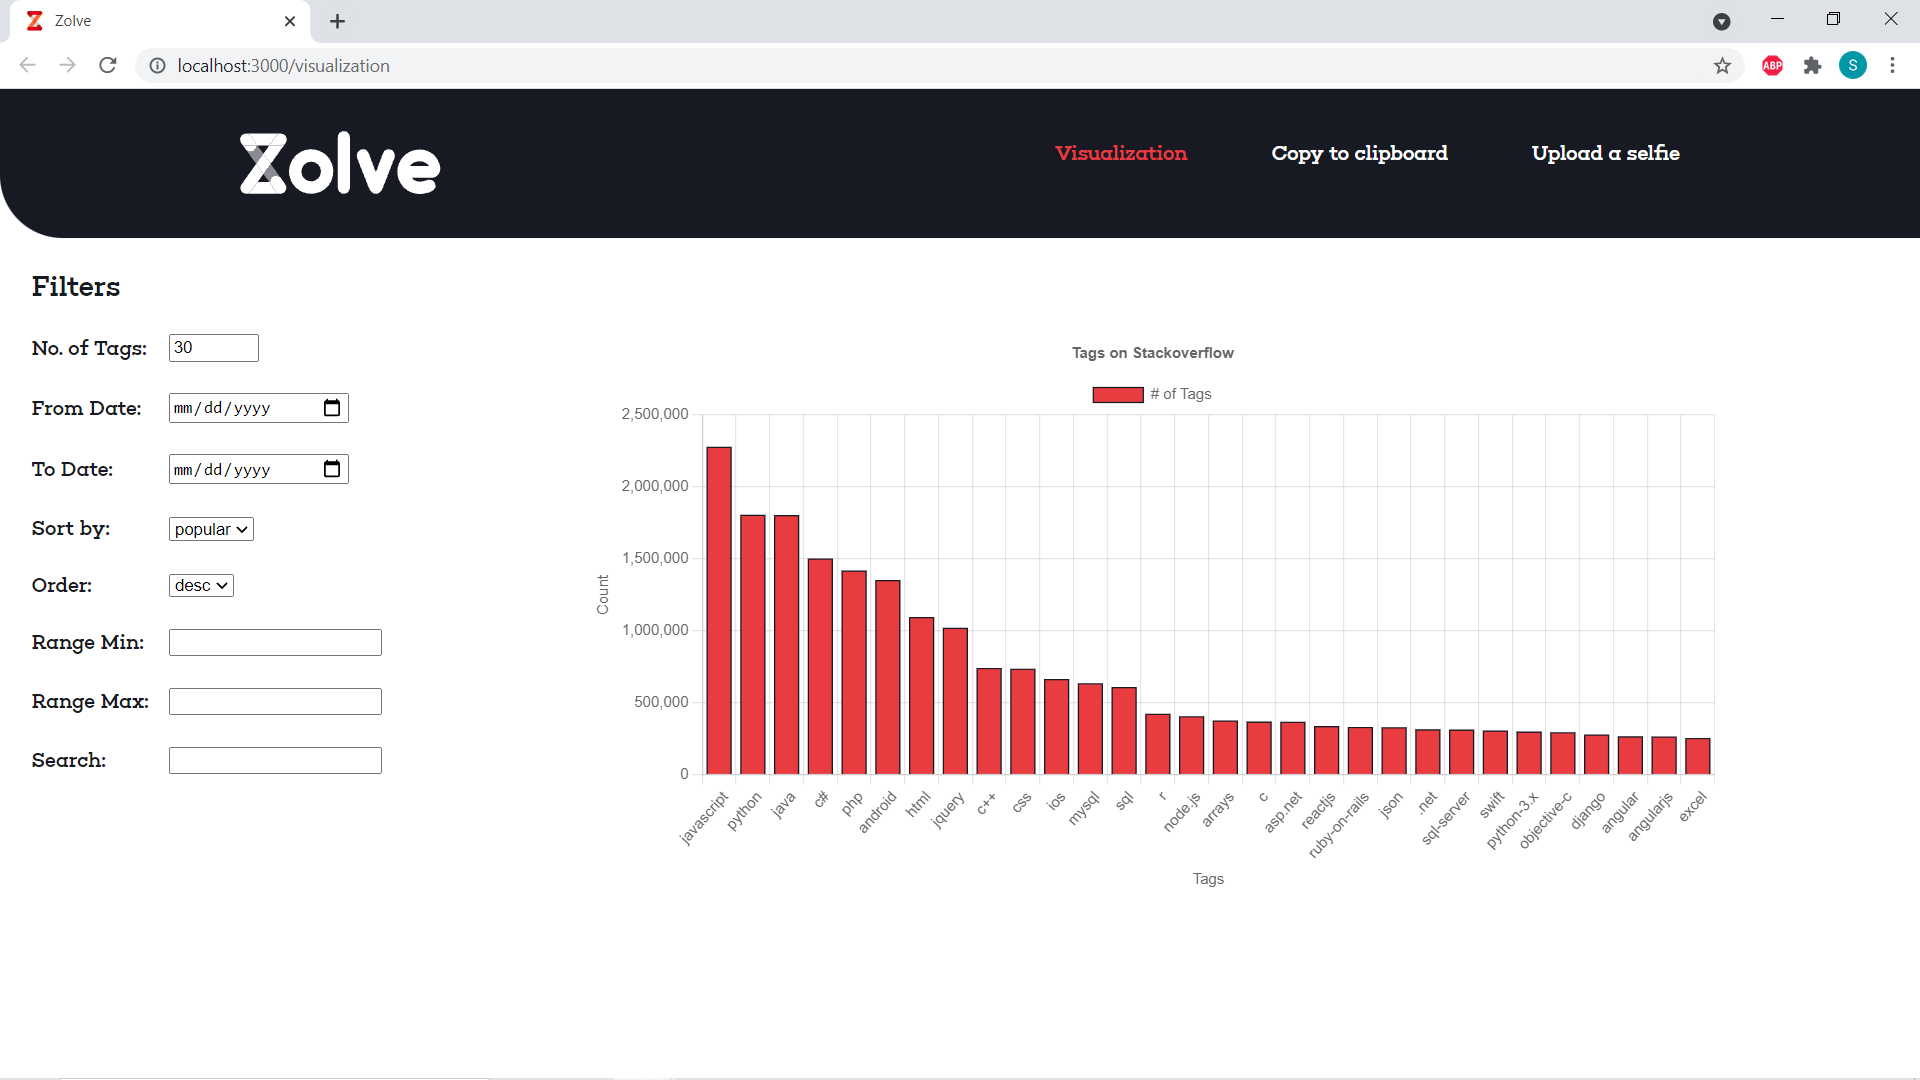 Zolve
localhost:3000/visualization
ABP
S
Zolve
Visualization
Copy to clipboard
Upload a selfie
Filters
No. of Tags: 30
From Date: mm/dd/yyyy
To Date: mm/dd/yyyy
Sort by: popular
Order: desc
Range Min:
Range Max:
Search:
Tags on Stackoverflow
# of Tags
2,500,000
2,000,000
1,500,000
1,000,000
500,000
0
Count
javascript
python
java
c#
php
android
html
jquery
c++
css
ios
mysql
sql
r
node.js
arrays
c
asp.net
reactjs
ruby-on-rails
json
.net
sql-server
swift
python-3.x
objective-c
django
angular
angularjs
excel
Tags